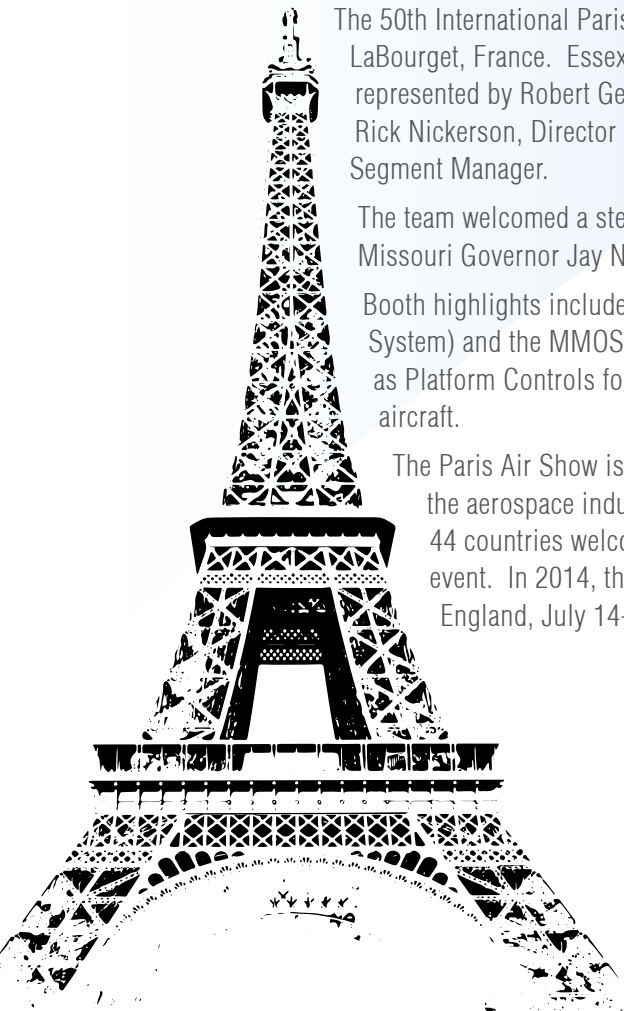 The 50th International Paris
LaBourget, France.  Essex
represented by Robert Ge
Rick Nickerson, Director
Segment Manager.
The team welcomed a ste
Missouri Governor Jay N
Booth highlights include
System) and the MMOS
as Platform Controls fo
aircraft.
The Paris Air Show is
the aerospace indu
44 countries welco
event.  In 2014, th
England, July 14-